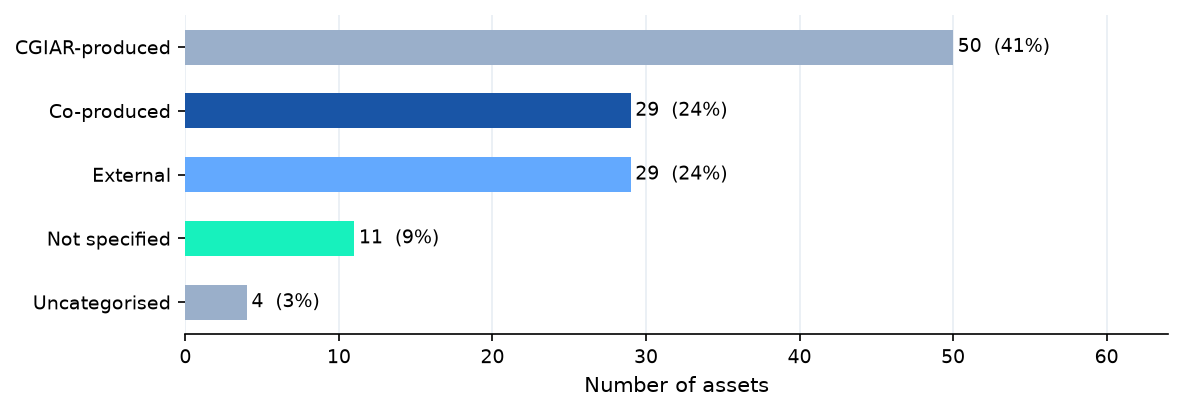 CGIAR-produced 50 (41%)
Co-produced 29 (24%)
External 29 (24%)
Not specified 11 (9%)
Uncategorised 4 (3%)
0 10 20 30 40 50 60
Number of assets